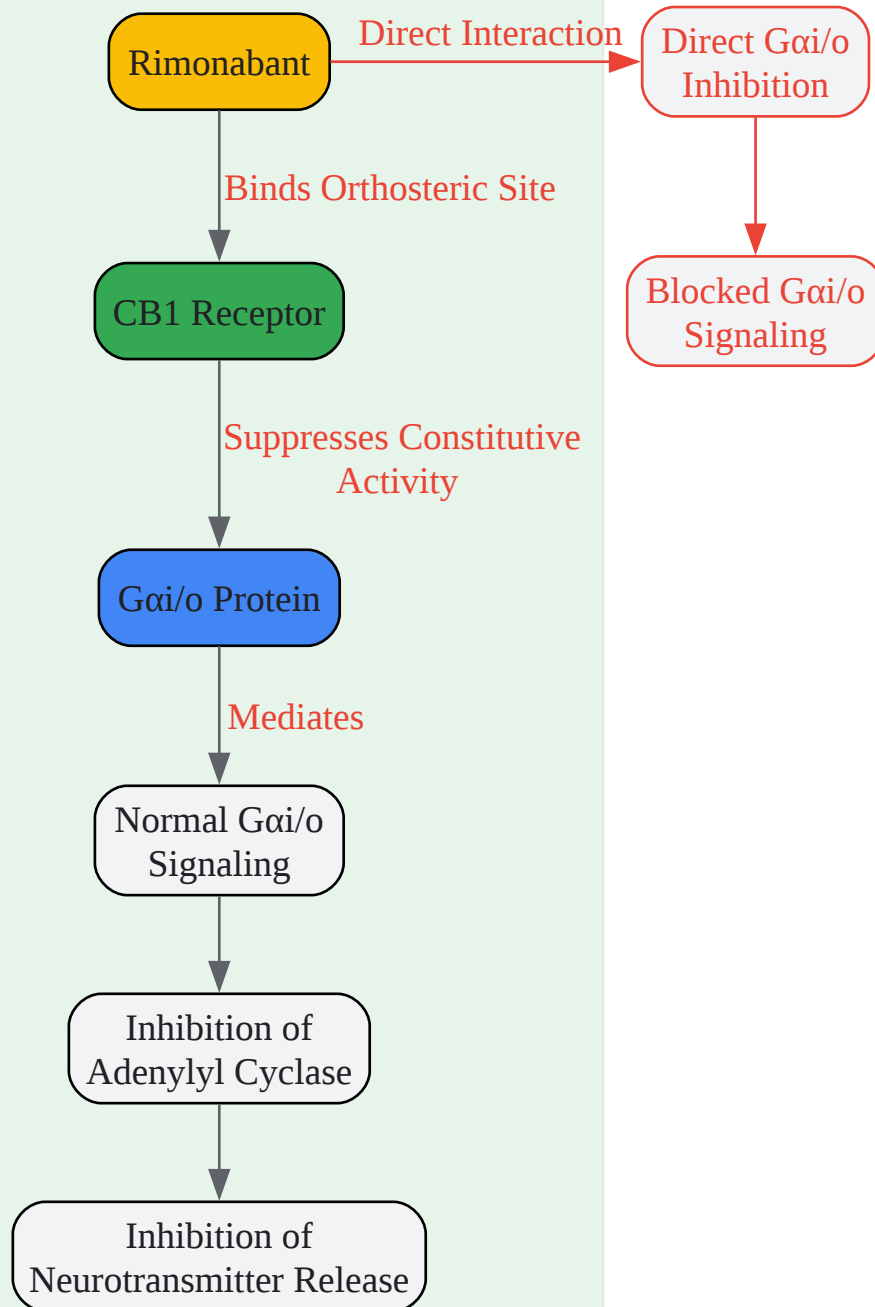 Rimonabant
Direct Interaction
Direct Gαi/o
Inhibition
Binds Orthosteric Site
CB1 Receptor
Blocked Gαi/o
Signaling
Suppresses Constitutive
Activity
Gαi/o Protein
Mediates
Normal Gαi/o
Signaling
Inhibition of
Adenylyl Cyclase
Inhibition of
Neurotransmitter Release